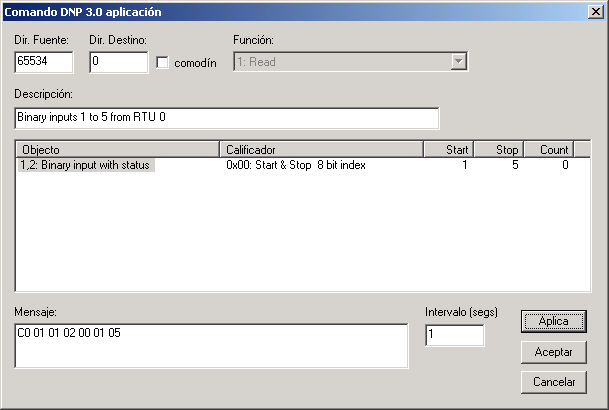 Comando DNP 3.0 aplicación
Dir. Fuente: Dir. Destino: Función:
65534 0 comodín 1: Read
Descripción:
Binary inputs 1 to 5 from RTU 0
Objecto Calificador Start Stop Count
1,2: Binary input with status 0x00: Start & Stop 8 bit index 1 5 0
Mensaje: Intervalo (segs)
C0 01 01 02 00 01 05 1
Aplica
Aceptar
Cancelar